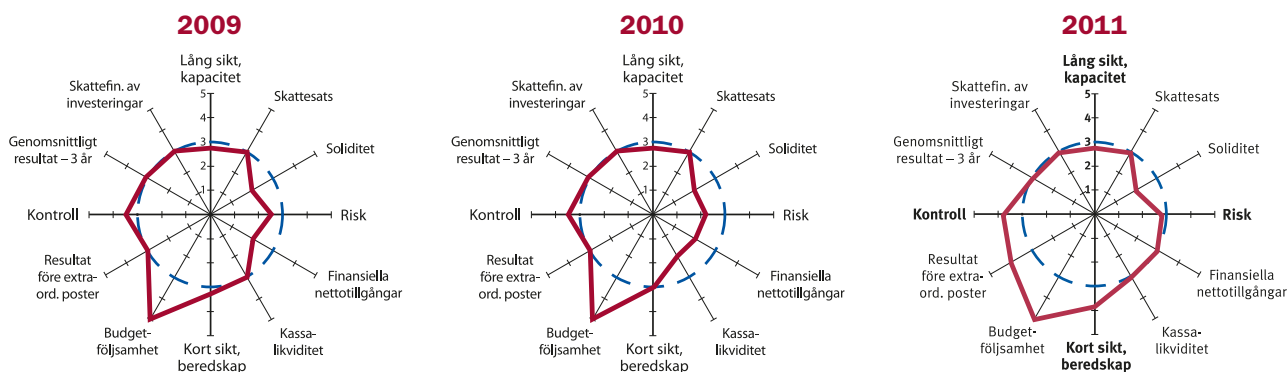 2009
Lång sikt,
kapacitet
Skattefin. av
investeringar
Skattesats
Genomsnittligt
resultat – 3 år
Soliditet
5
4
3
2
1
Kontroll
Risk
Resultat
före extra-
ord. poster
Finansiella
nettotillgångar
Budget-
följsamhet
Kassa-
likviditet
Kort sikt,
beredskap
2010
Lång sikt,
kapacitet
Skattefin. av
investeringar
Skattesats
Genomsnittligt
resultat – 3 år
Soliditet
5
4
3
2
1
Kontroll
Risk
Resultat
före extra-
ord. poster
Finansiella
nettotillgångar
Budget-
följsamhet
Kassa-
likviditet
Kort sikt,
beredskap
2011
Lång sikt,
kapacitet
Skattefin. av
investeringar
Skattesats
Genomsnittligt
resultat – 3 år
Soliditet
5
4
3
2
1
Kontroll
Risk
Resultat
före extra-
ord. poster
Finansiella
nettotillgångar
Budget-
följsamhet
Kassa-
likviditet
Kort sikt,
beredskap